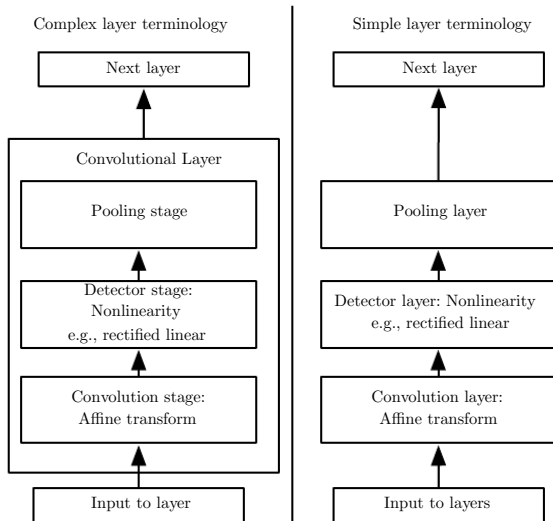 Complex layer terminology
Next layer
Convolutional Layer
Pooling stage
Detector stage:
Nonlinearity
e.g., rectified linear
Convolution stage:
Affine transform
Input to layer
Simple layer terminology
Next layer
Pooling layer
Detector layer: Nonlinearity
e.g., rectified linear
Convolution layer:
Affine transform
Input to layers